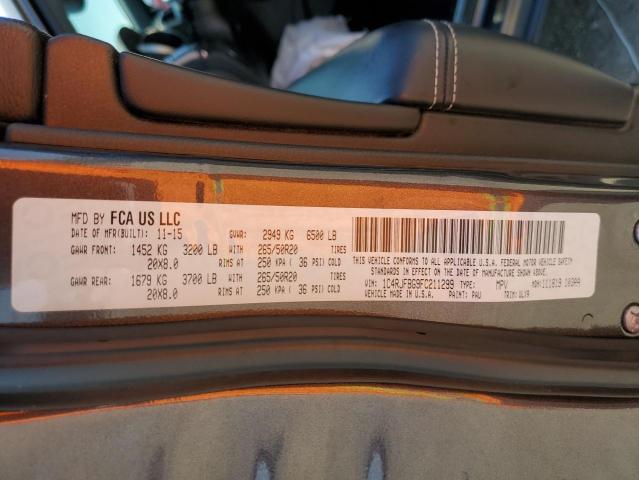 MFD BY FCA US LLC
DATE OF MFR(BUILT): 11-15 GVWR: 2949 KG 6500 LB
GAWR FRONT: 1452 KG 3200 LB WITH 265/50R20 TIRES
20X8.0 RIMS AT 250 KPA ( 36 PSI) COLD
GAWR REAR: 1679 KG 3700 LB WITH 265/50R20 TIRES
20X8.0 RIMS AT 250 KPA ( 36 PSI) COLD
THIS VEHICLE CONFORMS TO ALL APPLICABLE U.S.A. FEDERAL MOTOR VEHICLE SAFETY
STANDARDS IN EFFECT ON THE DATE OF MANUFACTURE SHOWN ABOVE.
VIN: 1C4RJFBG9FC211299 TYPE: MPV MDH:111819
VEHICLE MADE IN U.S.A. PAINT: PAU TRIM: